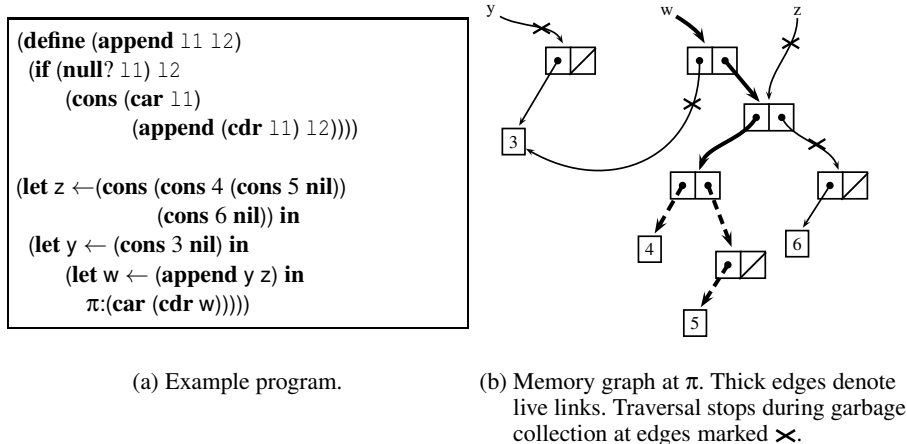 (define (append l1 l2)
(if (null? l1) l2
(cons (car l1)
(append (cdr l1) l2))))
(let z ←(cons (cons 4 (cons 5 nil))
(cons 6 nil)) in
(let y ← (cons 3 nil) in
(let w ← (append y z) in
π:(car (cdr w)))))
(a) Example program.
y
w
z
3
4
6
5
(b) Memory graph at π. Thick edges denote
live links. Traversal stops during garbage
collection at edges marked ✕.